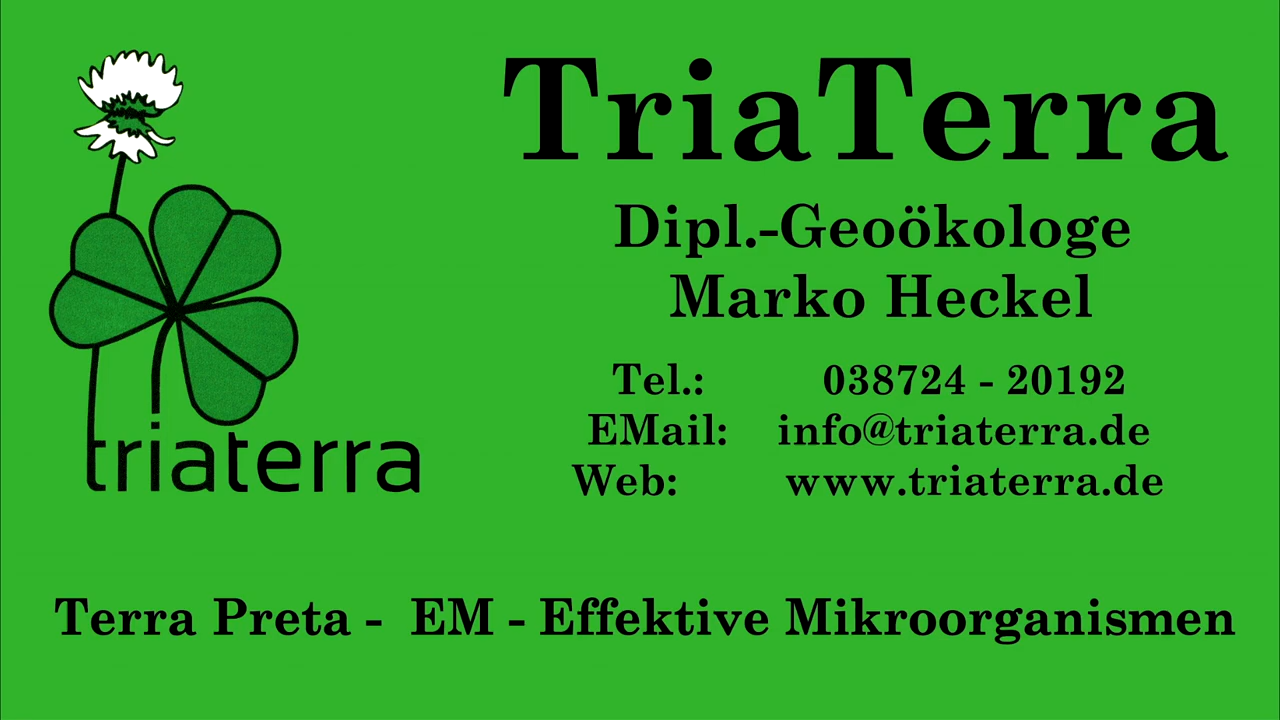 TriaTerra
Dipl.-Geoökologe
Marko Heckel
Tel.: 038724 - 20192
EMail: info@triaterra.de
Web: www.triaterra.de
triaterra
Terra Preta - EM - Effektive Mikroorganismen